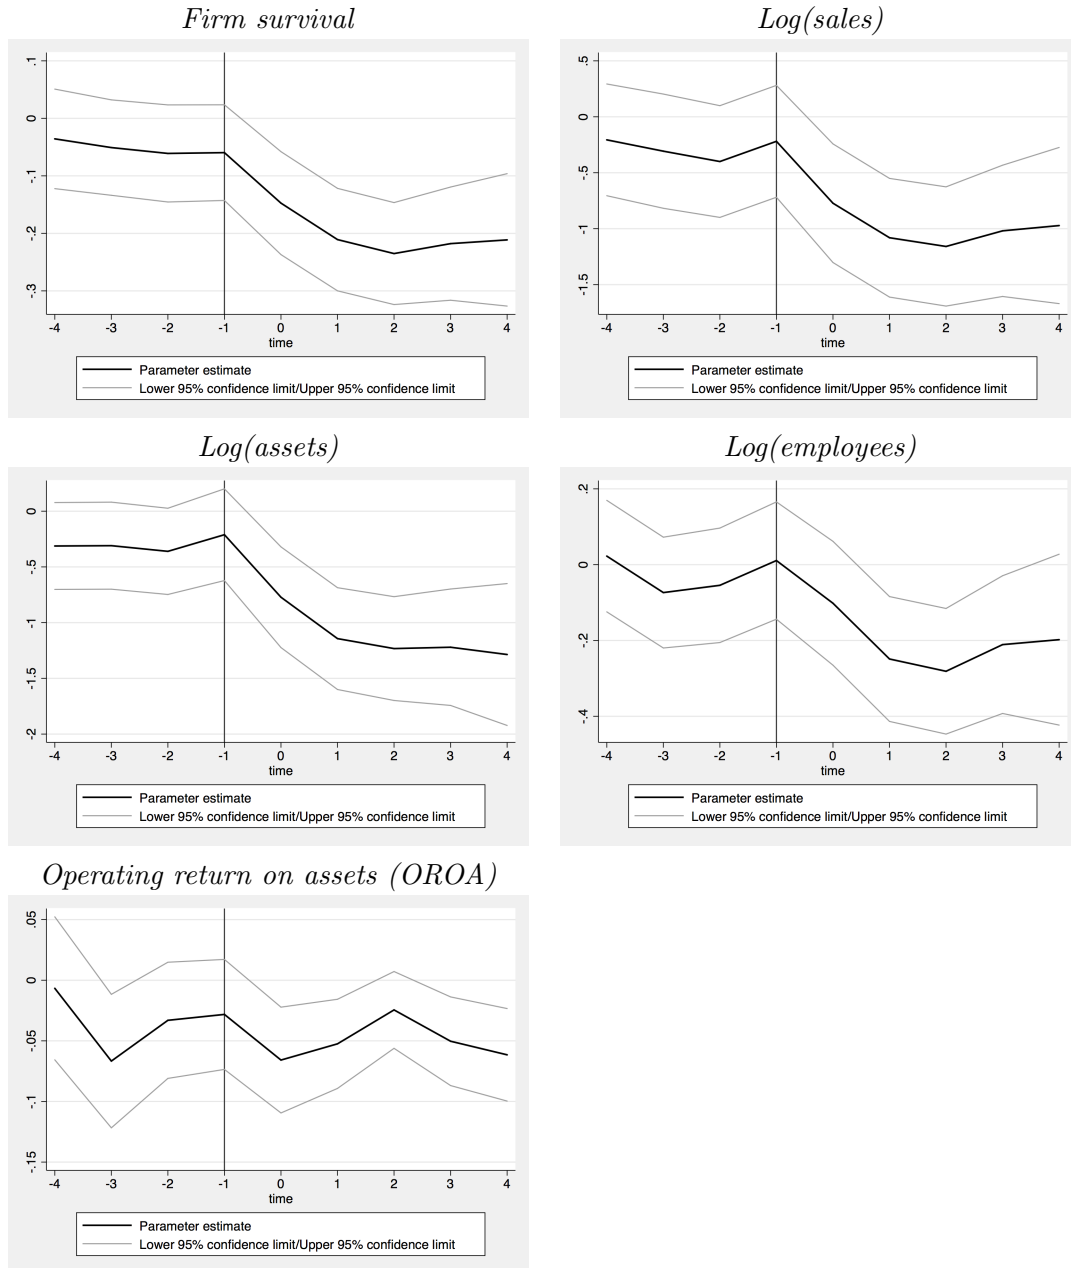 Firm survival
.1
0
-.1
-.2
-.3
-4 -3 -2 -1 0 1 2 3 4
time
Parameter estimate
Lower 95% confidence limit/Upper 95% confidence limit
Log(sales)
.5
0
-.5
-1
-1.5
-4 -3 -2 -1 0 1 2 3 4
time
Parameter estimate
Lower 95% confidence limit/Upper 95% confidence limit
Log(assets)
0
-.5
-1
-1.5
-2
-4 -3 -2 -1 0 1 2 3 4
time
Parameter estimate
Lower 95% confidence limit/Upper 95% confidence limit
Log(employees)
.2
0
-.2
-.4
-4 -3 -2 -1 0 1 2 3 4
time
Parameter estimate
Lower 95% confidence limit/Upper 95% confidence limit
Operating return on assets (OROA)
.05
0
-.05
-.1
-.15
-4 -3 -2 -1 0 1 2 3 4
time
Parameter estimate
Lower 95% confidence limit/Upper 95% confidence limit